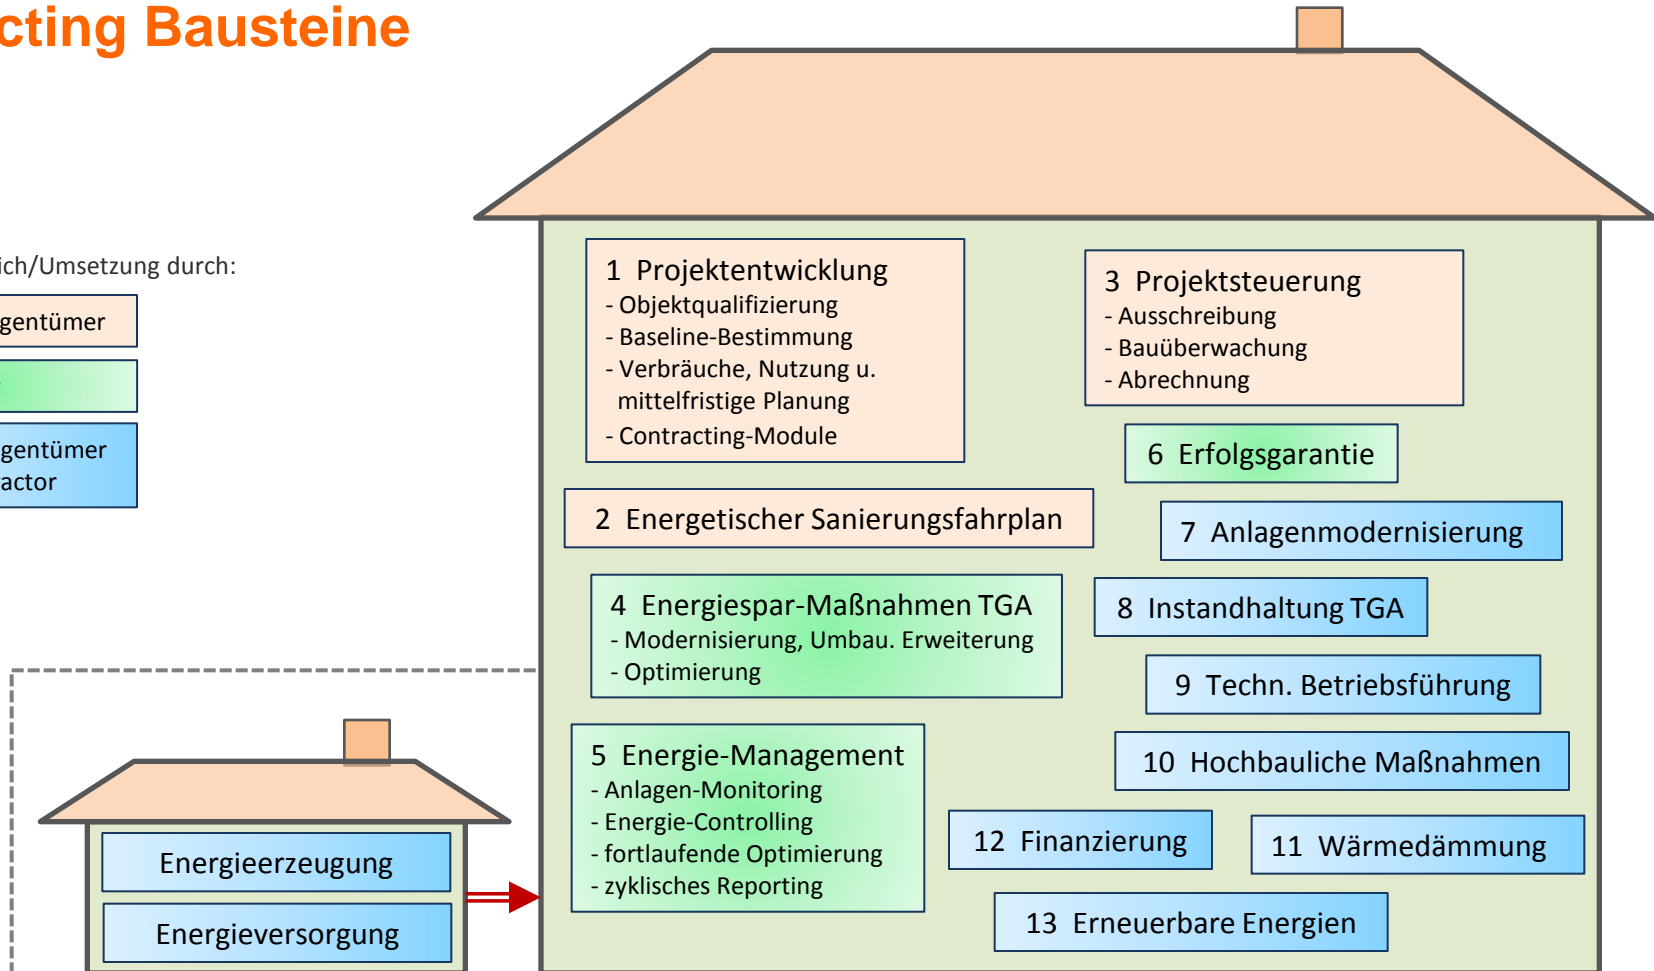 cting Bausteine
ich/Umsetzung durch:
gentümer
gentümer
actor
1 Projektentwicklung
- Objektqualifizierung
- Baseline-Bestimmung
- Verbräuche, Nutzung u.
mittelfristige Planung
- Contracting-Module
2 Energetischer Sanierungsfahrplan
3 Projektsteuerung
- Ausschreibung
- Bauüberwachung
- Abrechnung
4 Energiespar-Maßnahmen TGA
- Modernisierung, Umbau. Erweiterung
- Optimierung
5 Energie-Management
- Anlagen-Monitoring
- Energie-Controlling
- fortlaufende Optimierung
- zyklisches Reporting
6 Erfolgsgarantie
7 Anlagenmodernisierung
8 Instandhaltung TGA
9 Techn. Betriebsführung
10 Hochbauliche Maßnahmen
12 Finanzierung
11 Wärmedämmung
13 Erneuerbare Energien
Energieerzeugung
Energieversorgung